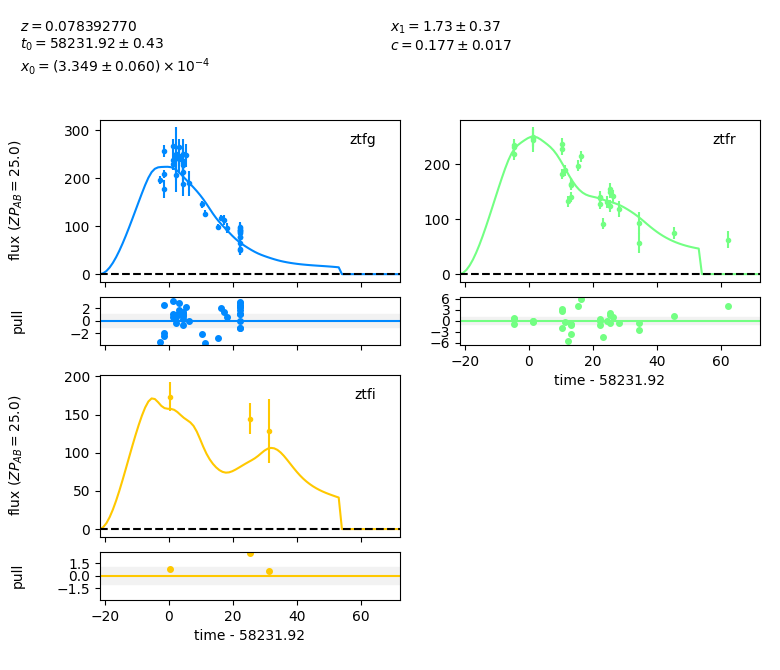 z = 0.078392770
t₀ = 58231.92 ± 0.43
x₀ = (3.349 ± 0.060) × 10⁻⁴
x₁ = 1.73 ± 0.37
c = 0.177 ± 0.017
flux (ZP_AB = 25.0)
300
200
100
0
ztfg
pull
2
0
−2
200
100
0
ztfr
6
3
0
−3
−6
−20 0 20 40 60
time - 58231.92
flux (ZP_AB = 25.0)
200
150
100
50
0
ztfi
pull
1.5
0.0
−1.5
−20 0 20 40 60
time - 58231.92